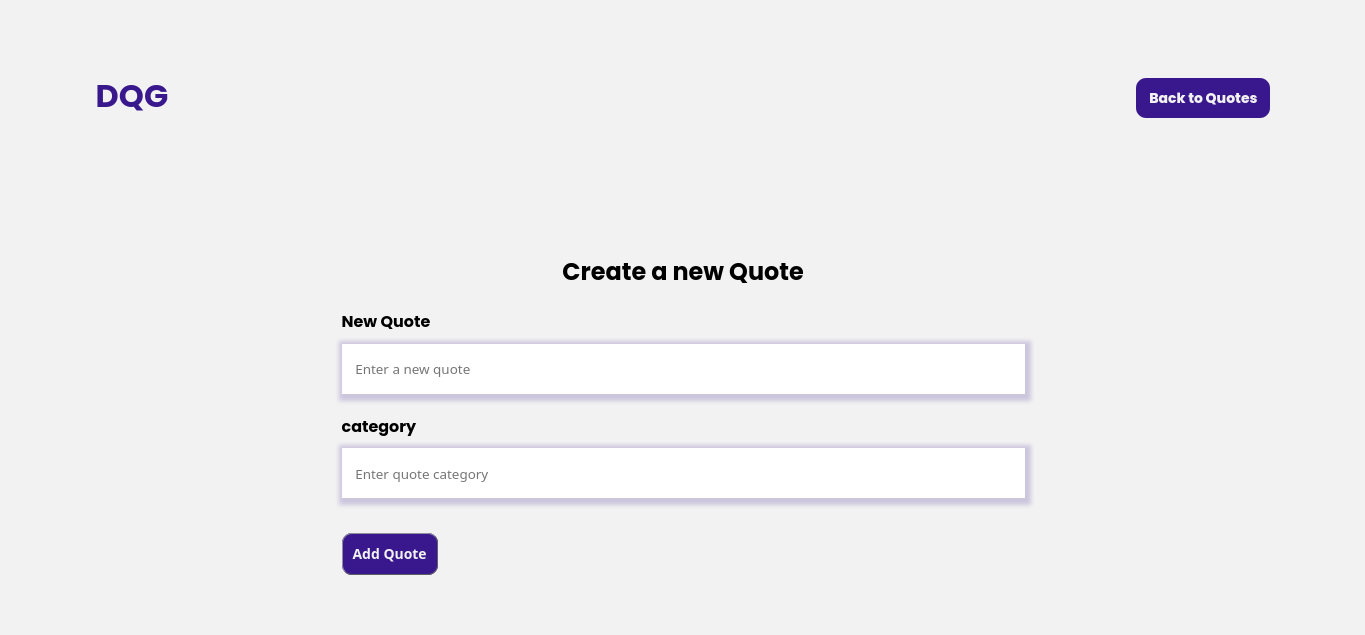 DQG
Back to Quotes
Create a new Quote
New Quote
Enter a new quote
category
Enter quote category
Add Quote